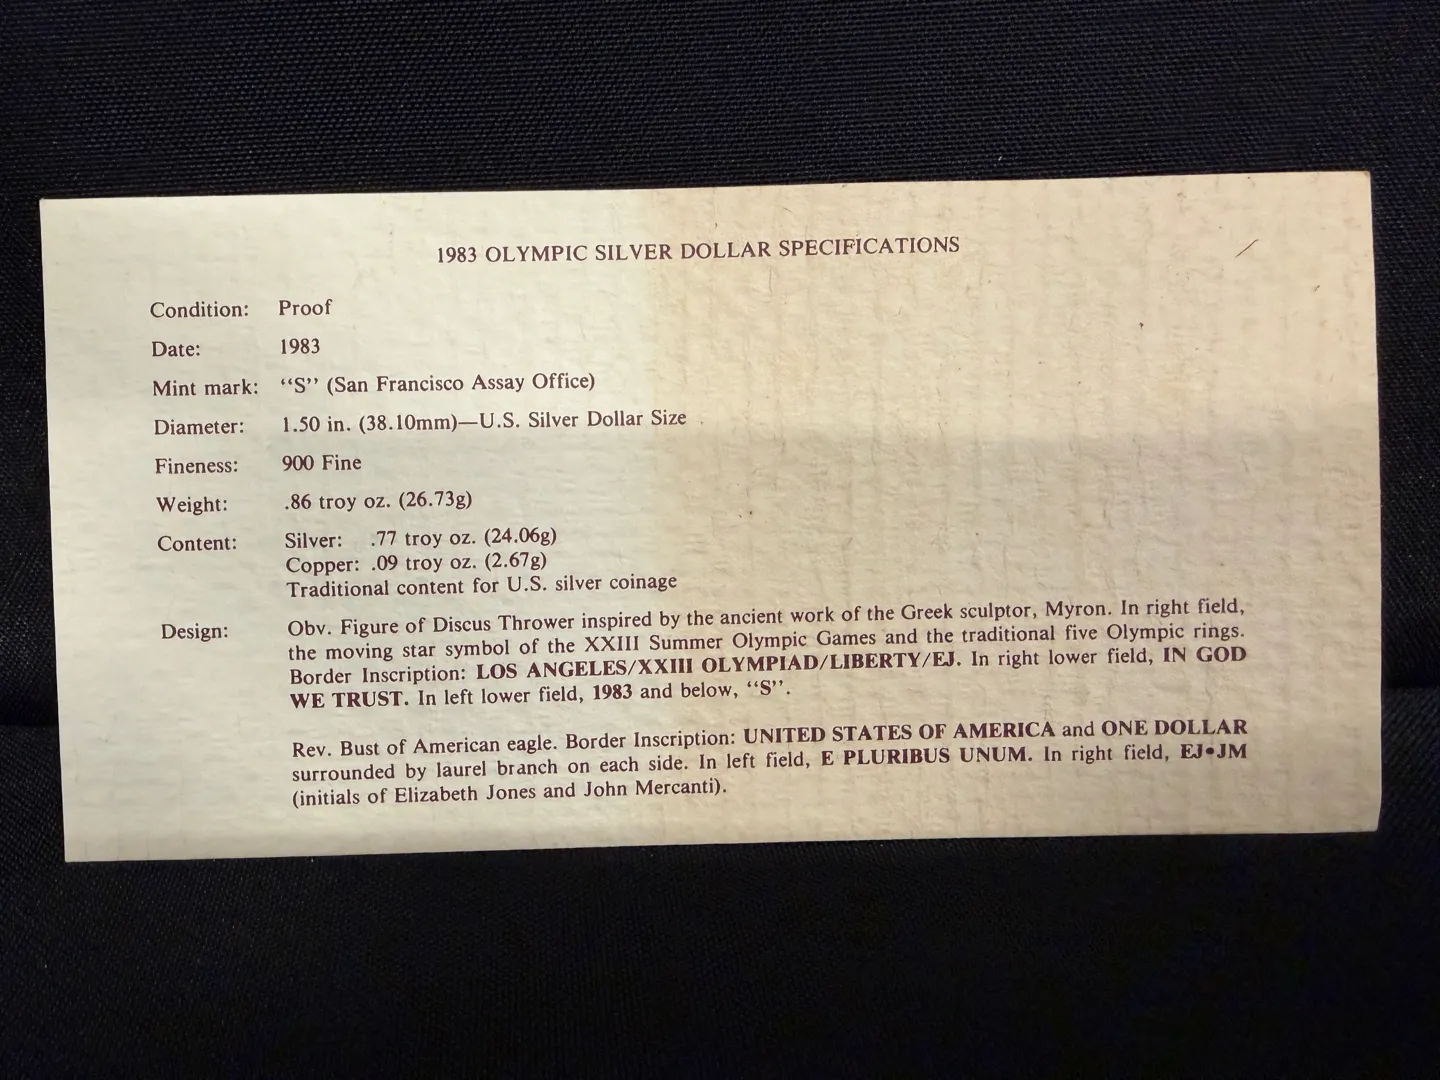 1983 OLYMPIC SILVER DOLLAR SPECIFICATIONS
Condition: Proof
Date: 1983
Mint mark: “S” (San Francisco Assay Office)
Diameter: 1.50 in. (38.10mm)—U.S. Silver Dollar Size
Fineness: 900 Fine
Weight: .86 troy oz. (26.73g)
Content: Silver: .77 troy oz. (24.06g)
Copper: .09 troy oz. (2.67g)
Traditional content for U.S. silver coinage
Design: Obv. Figure of Discus Thrower inspired by the ancient work of the Greek sculptor, Myron. In right field,
the moving star symbol of the XXIII Summer Olympic Games and the traditional five Olympic rings.
Border Inscription: LOS ANGELES/XXIII OLYMPIAD/LIBERTY/EJ. In right lower field, IN GOD
WE TRUST. In left lower field, 1983 and below, “S”.
Rev. Bust of American eagle. Border Inscription: UNITED STATES OF AMERICA and ONE DOLLAR
surrounded by laurel branch on each side. In left field, E PLURIBUS UNUM. In right field, EJ•JM
(initials of Elizabeth Jones and John Mercanti).